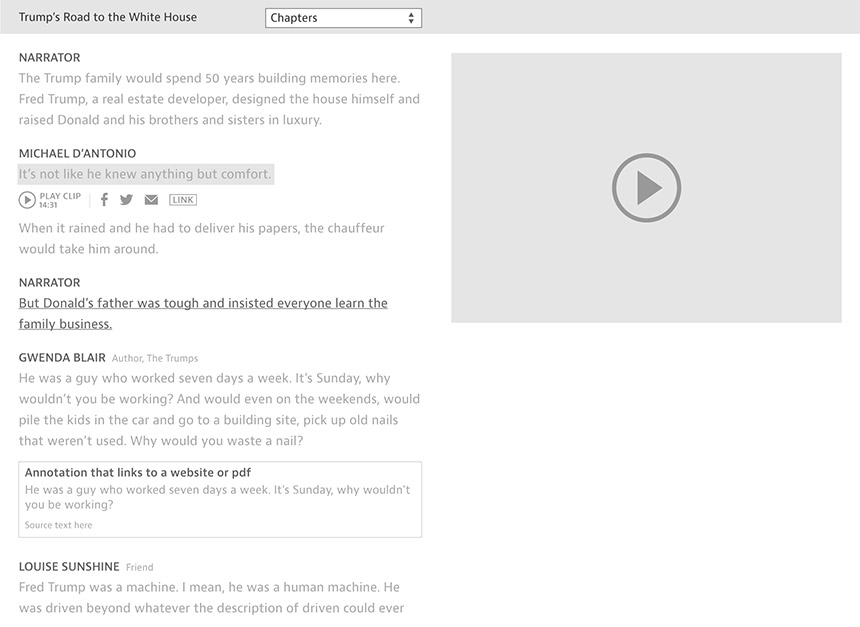 Trump's Road to the White House
Chapters
NARRATOR
The Trump family would spend 50 years building memories here.
Fred Trump, a real estate developer, designed the house himself and
raised Donald and his brothers and sisters in luxury.
MICHAEL D'ANTONIO
It's not like he knew anything but comfort.
PLAY CLIP
14:31
LINK
When it rained and he had to deliver his papers, the chauffeur
would take him around.
NARRATOR
But Donald's father was tough and insisted everyone learn the
family business.
GWENDA BLAIR Author, The Trumps
He was a guy who worked seven days a week. It's Sunday, why
wouldn't you be working? And would even on the weekends, would
pile the kids in the car and go to a building site, pick up old nails
that weren't used. Why would you waste a nail?
Annotation that links to a website or pdf
He was a guy who worked seven days a week. It's Sunday, why wouldn't
you be working?
Source text here
LOUISE SUNSHINE Friend
Fred Trump was a machine. I mean, he was a human machine. He
was driven beyond whatever the description of driven could ever